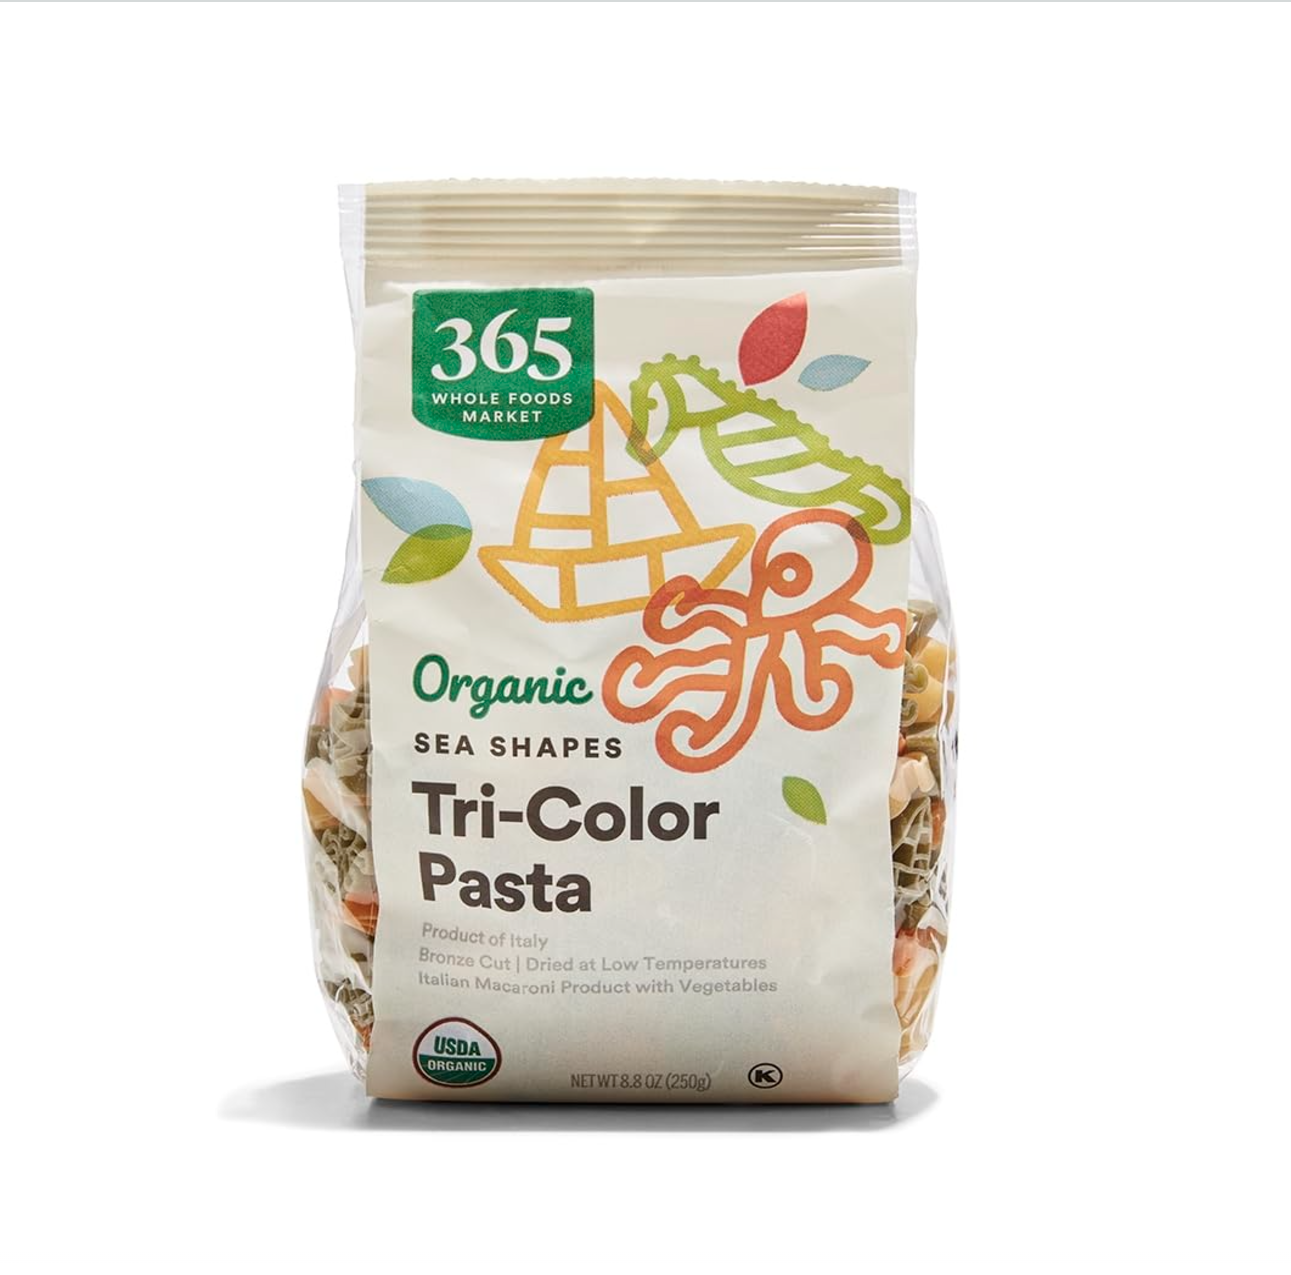 365
WHOLE FOODS
MARKET
Organic
SEA SHAPES
Tri-Color
Pasta
Product of Italy
Bronze Cut | Dried at Low Temperatures
Italian Macaroni Product with Vegetables
USDA
ORGANIC
NET WT 8.8 OZ (250g)
K